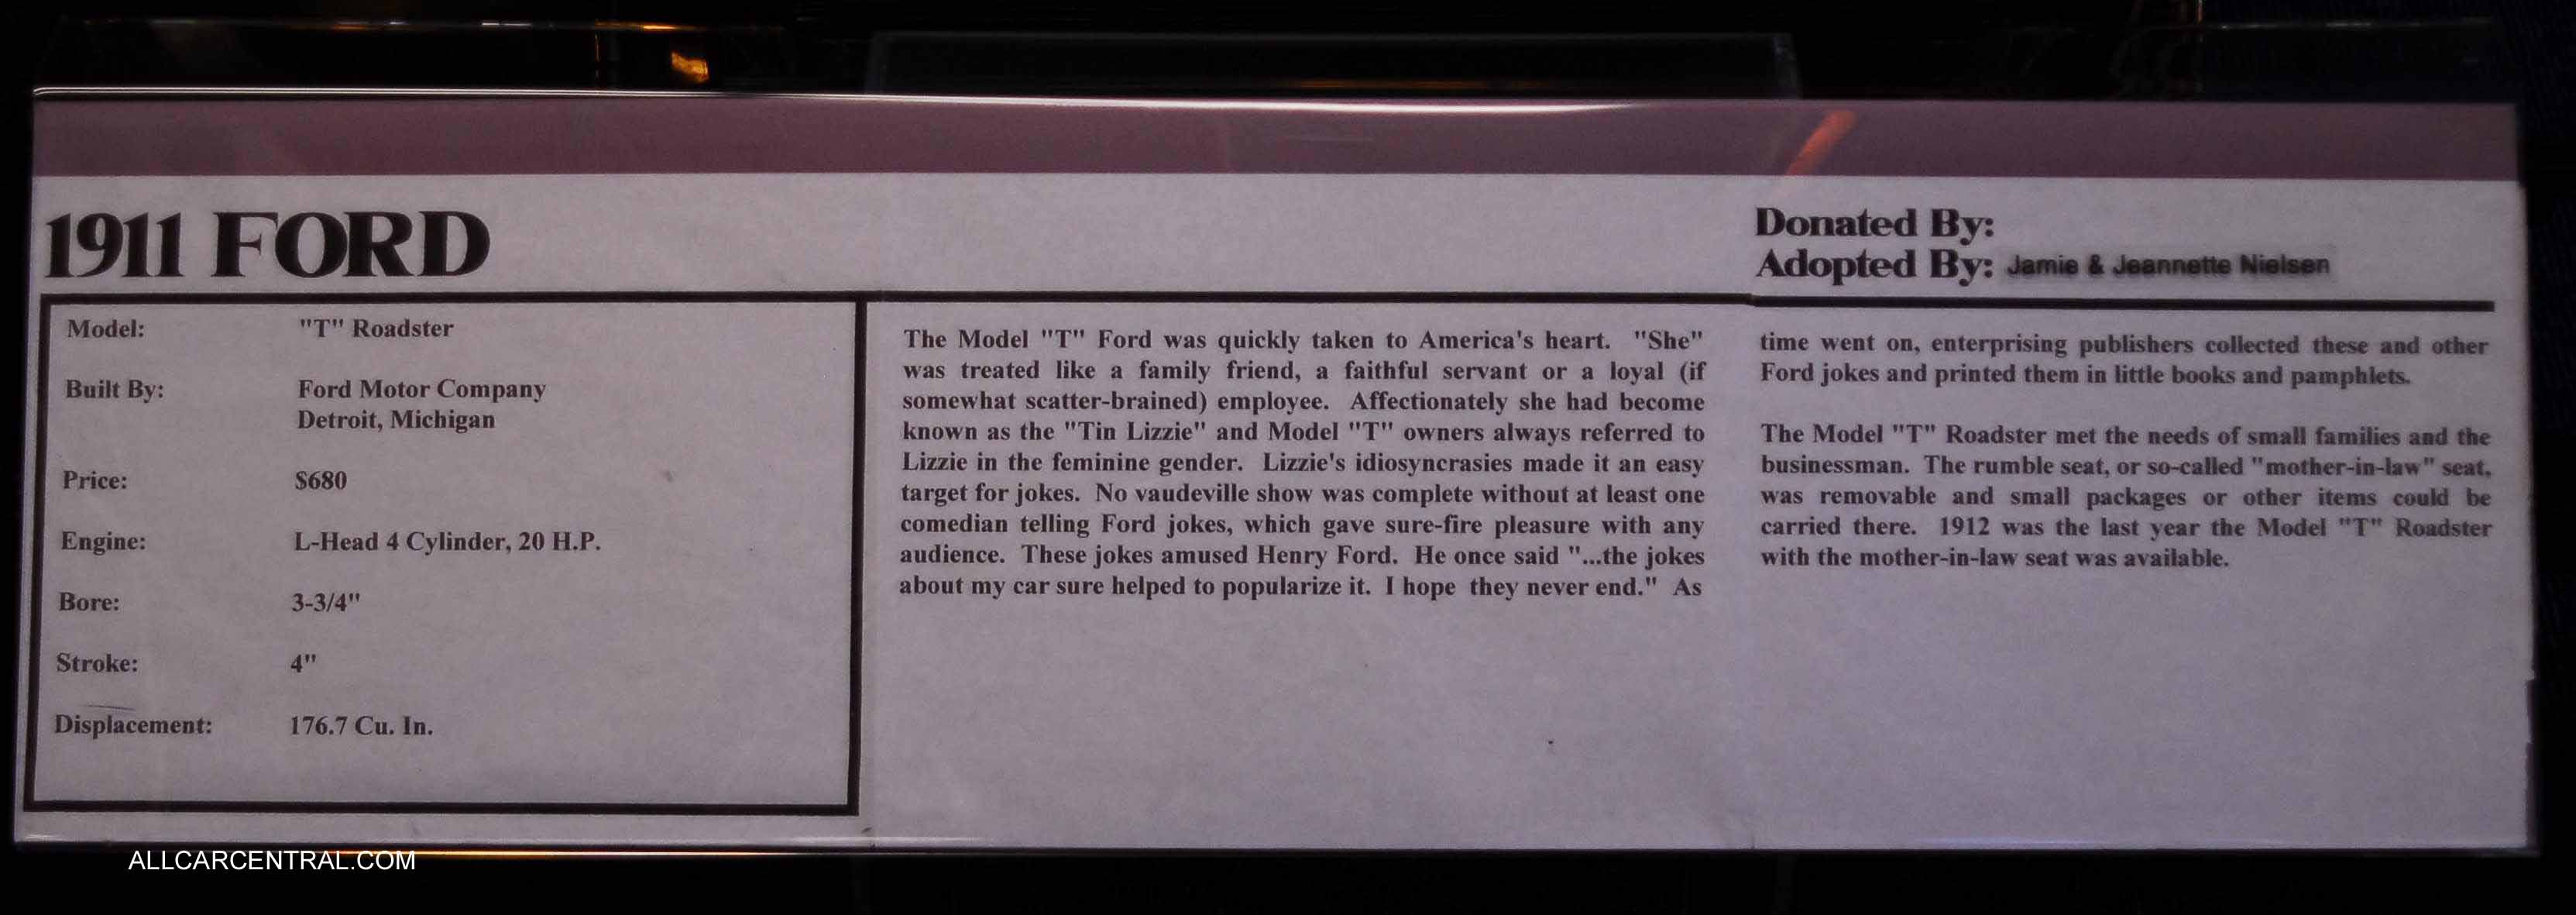 1911 FORD
Donated By:
Adopted By: Jamie & Jeannette Nielsen
Model: "T" Roadster
Built By: Ford Motor Company
Detroit, Michigan
Price: $680
Engine: L-Head 4 Cylinder, 20 H.P.
Bore: 3-3/4"
Stroke: 4"
Displacement: 176.7 Cu. In.
The Model "T" Ford was quickly taken to America's heart. "She"
was treated like a family friend, a faithful servant or a loyal (if
somewhat scatter-brained) employee. Affectionately she had become
known as the "Tin Lizzie" and Model "T" owners always referred to
Lizzie in the feminine gender. Lizzie's idiosyncrasies made it an easy
target for jokes. No vaudeville show was complete without at least one
comedian telling Ford jokes, which gave sure-fire pleasure with any
audience. These jokes amused Henry Ford. He once said "...the jokes
about my car sure helped to popularize it. I hope they never end." As
time went on, enterprising publishers collected these and other
Ford jokes and printed them in little books and pamphlets.
The Model "T" Roadster met the needs of small families and the
businessman. The rumble seat, or so-called "mother-in-law" seat,
was removable and small packages or other items could be
carried there. 1912 was the last year the Model "T" Roadster
with the mother-in-law seat was available.
ALLCARCENTRAL.COM